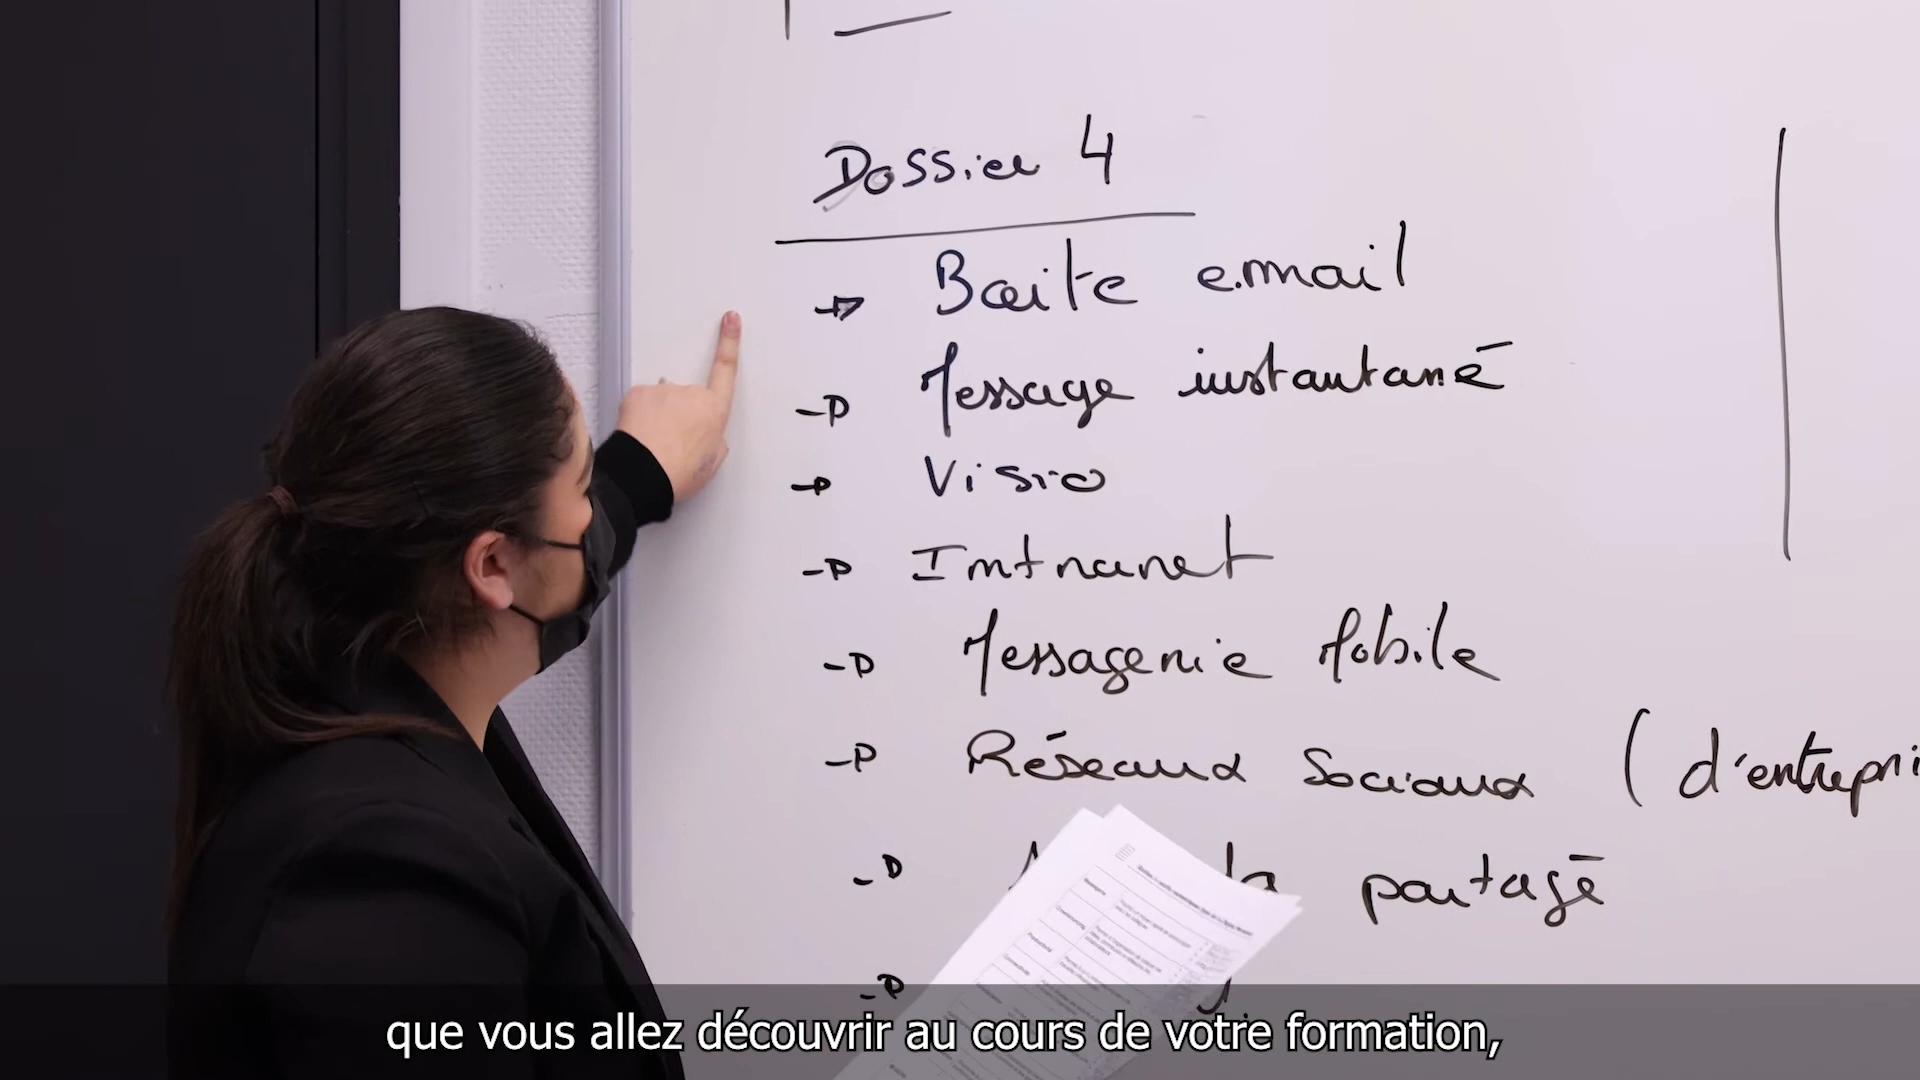 Dossier 4
→ Boite e.mail
→ Message instantané
→ Visio
→ Intranet
→ Messagerie Mobile
→ Réseaux Sociaux ( d'entrepri
→ partagé
que vous allez découvrir au cours de votre formation,